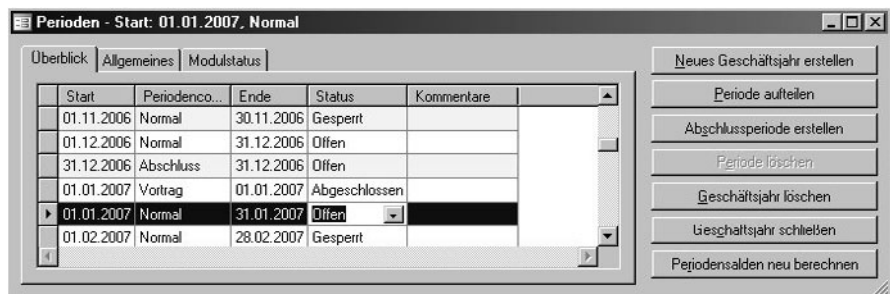 Perioden - Start: 01.01.2007, Normal
Überblick Allgemeines Modulstatus
Start Periodenco... Ende Status Kommentare
01.11.2006 Normal 30.11.2006 Gesperrt
01.12.2006 Normal 31.12.2006 Offen
31.12.2006 Abschluss 31.12.2006 Offen
01.01.2007 Vortrag 01.01.2007 Abgeschlossen
01.01.2007 Normal 31.01.2007 Offen
01.02.2007 Normal 28.02.2007 Gesperrt
Neues Geschäftsjahr erstellen
Periode aufteilen
Abschlussperiode erstellen
Periode löschen
Geschäftsjahr löschen
Geschäftsjahr schließen
Periodensalden neu berechnen